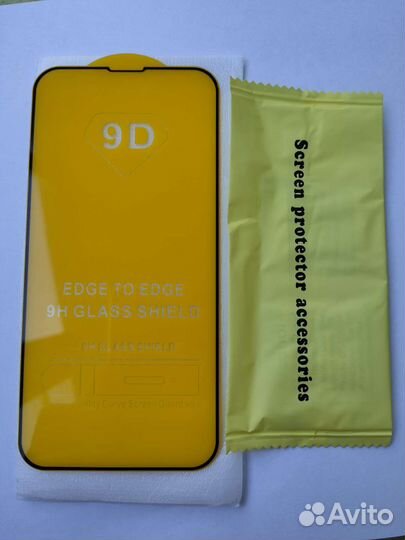 9D
EDGE TO EDGE
9H GLASS SHIELD
Screen protector accessories
Avito